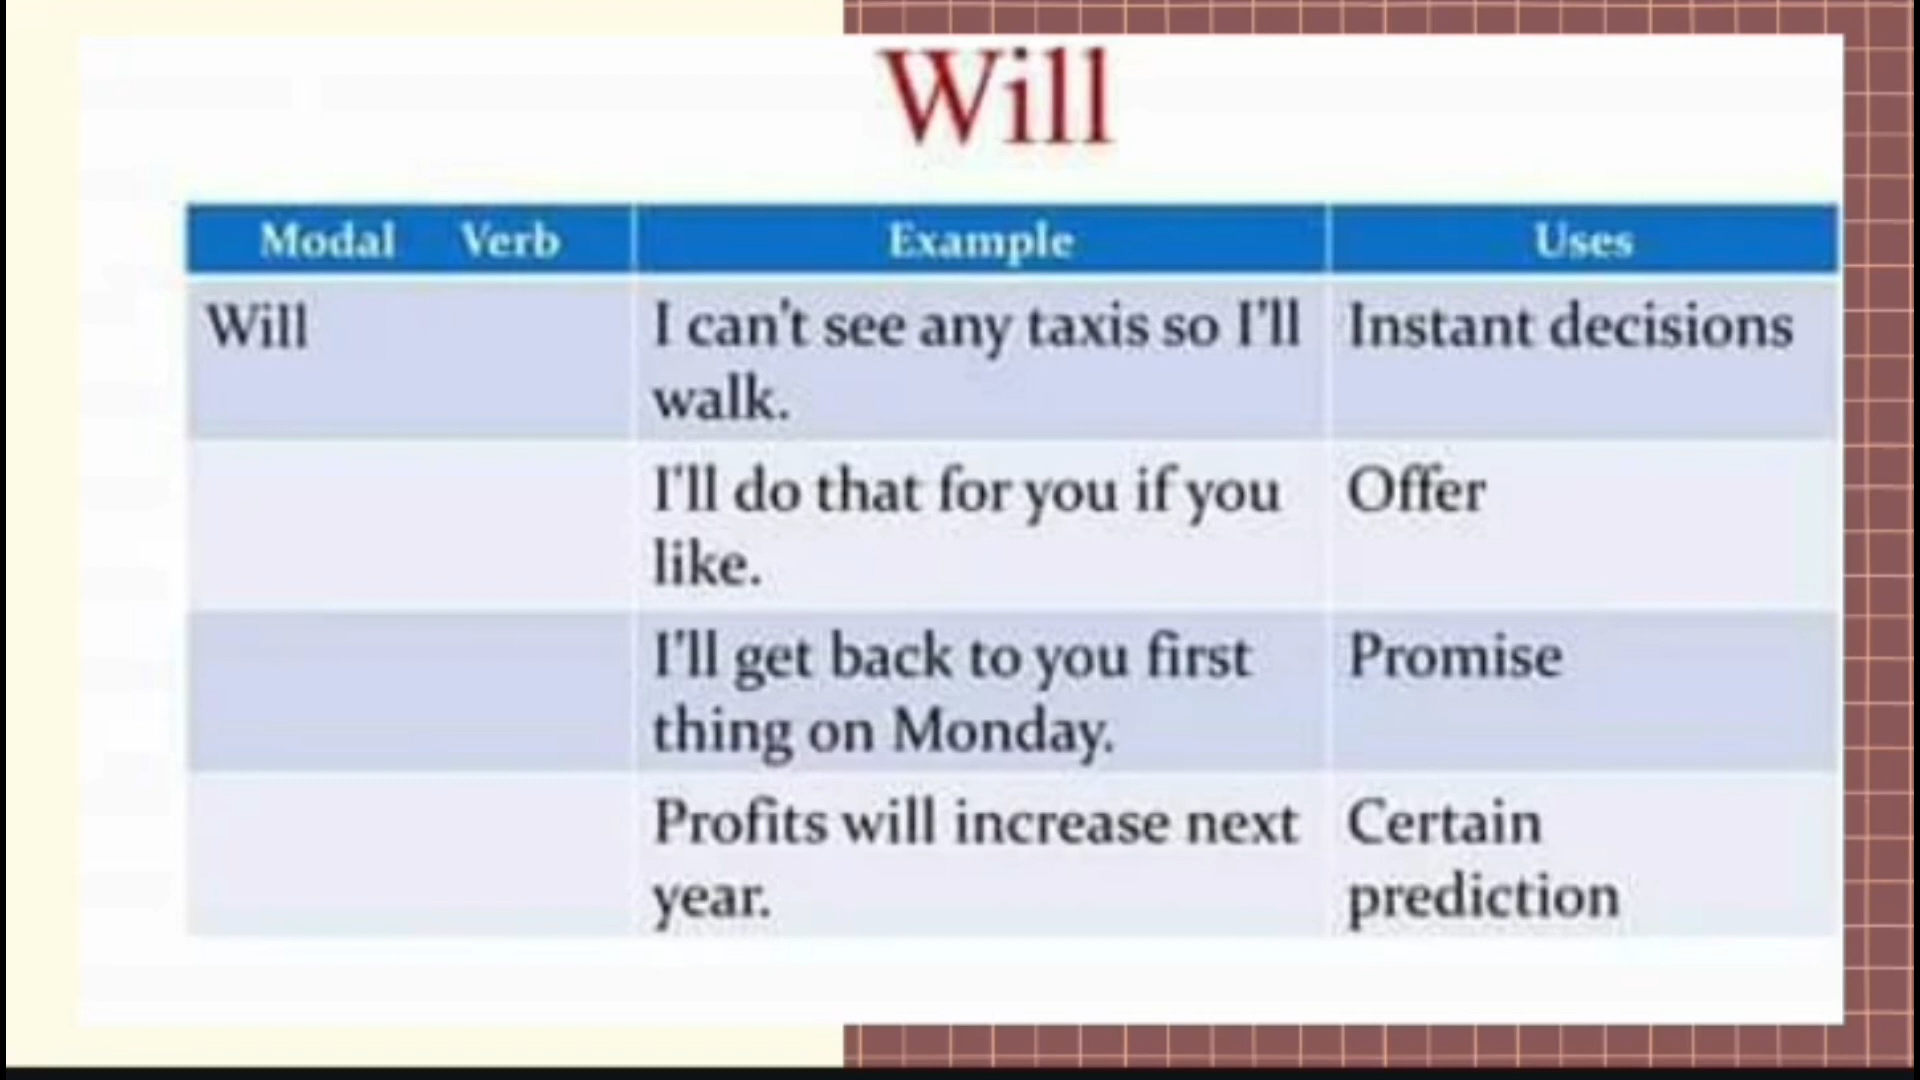 Will
Modal Verb Example Uses
Will I can't see any taxis so I'll Instant decisions
walk.
I'll do that for you if you Offer
like.
I'll get back to you first Promise
thing on Monday.
Profits will increase next Certain
year. prediction